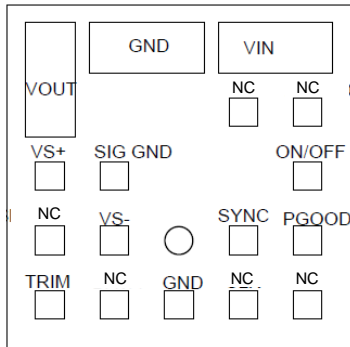 GND VIN
VOUT NC NC
VS+ SIG GND ON/OFF
NC VS- SYNC PGOOD
TRIM NC GND NC NC